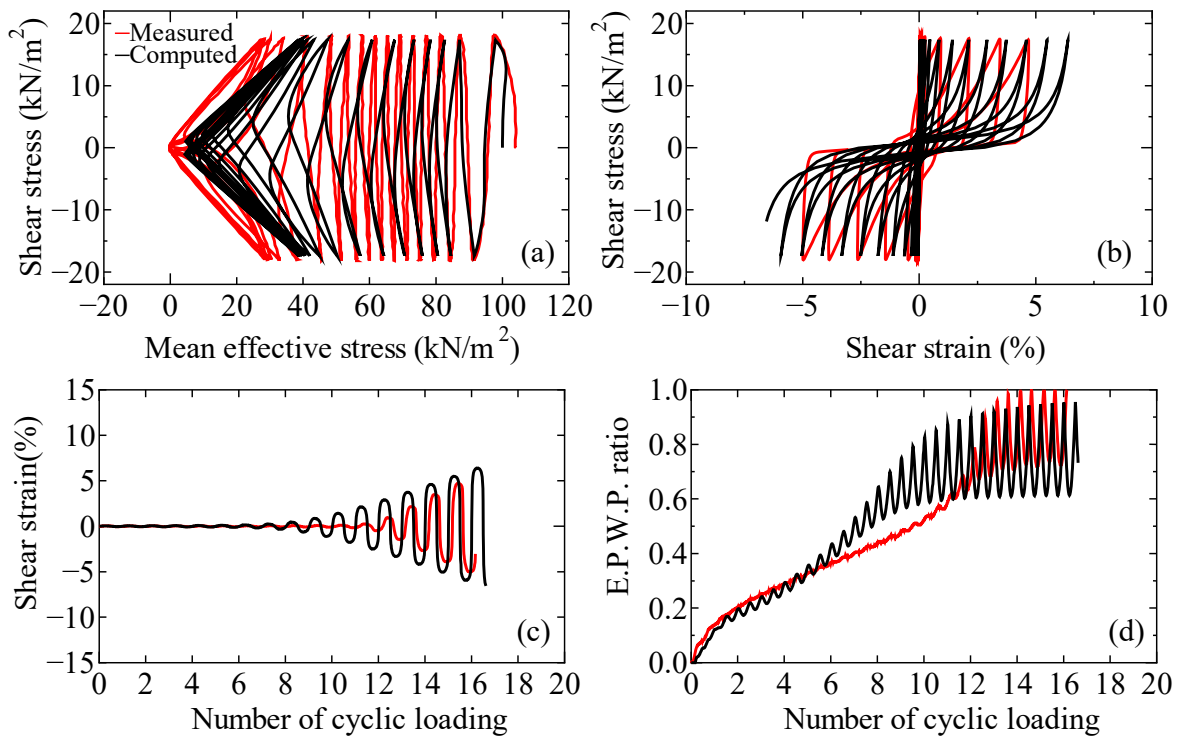 Shear stress (kN/m²)
20
10
0
−10
−20
Measured
Computed
(a)
−20 0 20 40 60 80 100 120
Mean effective stress (kN/m²)
Shear stress (kN/m²)
20
10
0
−10
−20
(b)
−10 −5 0 5 10
Shear strain (%)
Shear strain(%)
15
10
5
0
−5
−10
−15
(c)
0 2 4 6 8 10 12 14 16 18 20
Number of cyclic loading
E.P.W.P. ratio
1.0
0.8
0.6
0.4
0.2
0.0
(d)
0 2 4 6 8 10 12 14 16 18 20
Number of cyclic loading